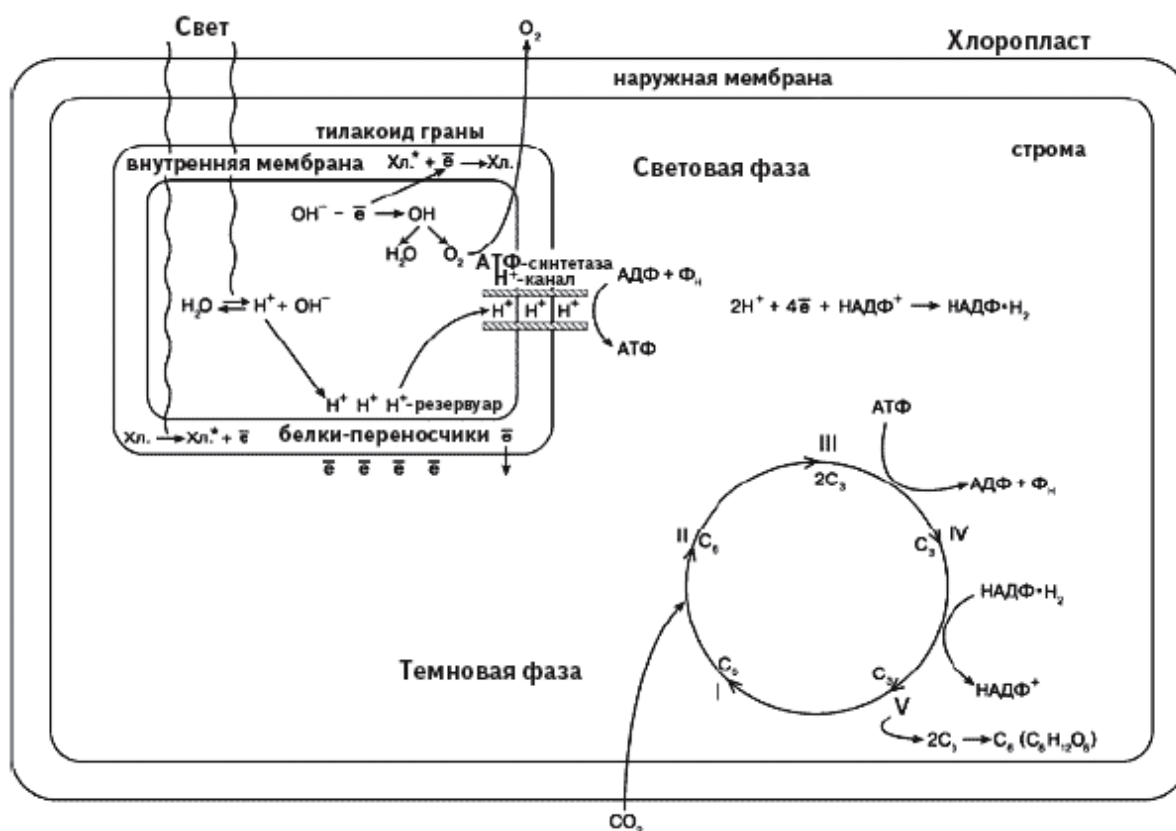 Свет
O₂
Хлоропласт
наружная мембрана
тилакоид граны
строма
внутренняя мембрана
Хл.* + e̅ → Хл.
Световая фаза
OH⁻ - e̅ → OH
H₂O O₂
АТФ-синтетаза
H⁺-канал
АДФ + Фн
H₂O ⇌ H⁺ + OH⁻
H⁺ H⁺ H⁺
2H⁺ + 4e̅ + НАДФ⁺ → НАДФ•H₂
АТФ
H⁺ H⁺ H⁺-резервуар
Хл. → Хл.* + e̅
белки-переносчики e̅
e̅ e̅ e̅ e̅
АТФ
III
2C₃
АДФ + Фн
II C₆
C₃ IV
НАДФ•H₂
Темновая фаза
C₅
I
C₃
V
НАДФ⁺
2C₃ → C₆ (C₆H₁₂O₆)
CO₂